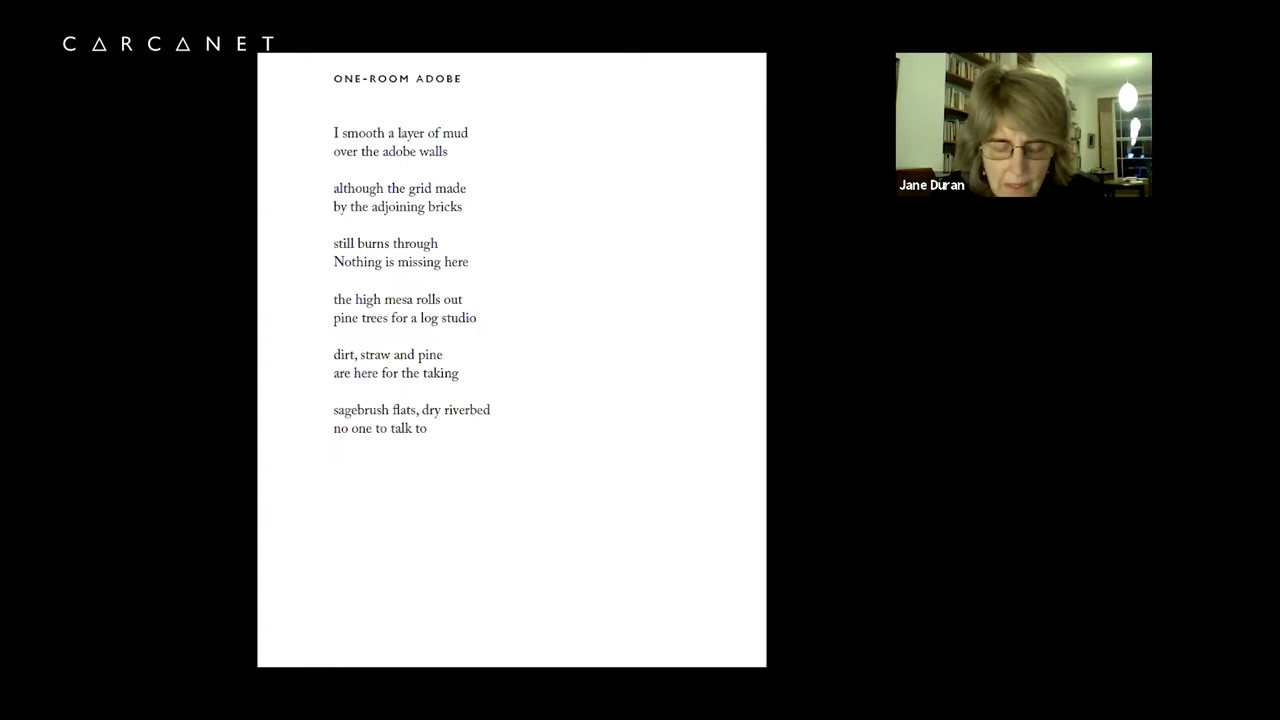 CARCANET
ONE-ROOM ADOBE
I smooth a layer of mud
over the adobe walls
although the grid made
by the adjoining bricks
still burns through
Nothing is missing here
the high mesa rolls out
pine trees for a log studio
dirt, straw and pine
are here for the taking
sagebrush flats, dry riverbed
no one to talk to
Jane Duran